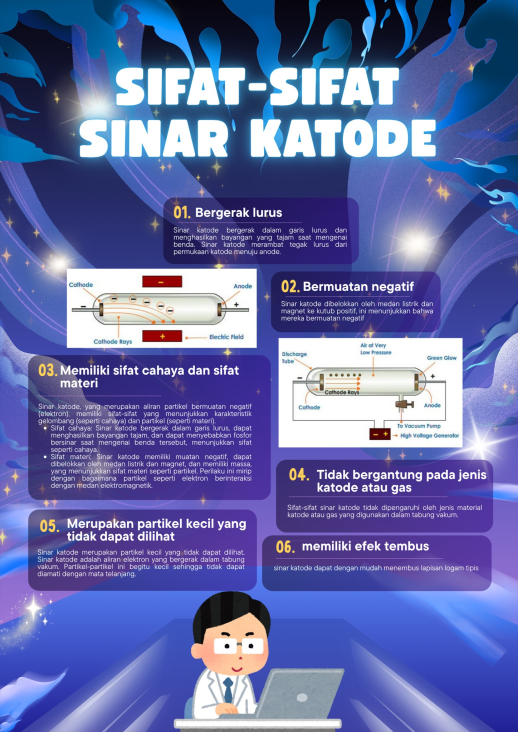 SIFAT-SIFAT
SINAR KATODE
01. Bergerak lurus
Sinar katode bergerak dalam garis lurus dan
menghasilkan bayangan yang tajam saat mengenai
benda. Sinar katode merambat tegak lurus dari
permukaan katode menuju anode.
Cathode
Anode
−
−
+
+
Cathode Rays
Electric Field
02. Bermuatan negatif
Sinar katode dibelokkan oleh medan listrik dan
magnet ke kutub positif, ini menunjukkan bahwa
mereka bermuatan negatif
Discharge
Tube
Air at Very
Low Pressure
Green Glow
−
+
Cathode Rays
Cathode
Anode
To Vacuum Pump
− +
High Voltage Generator
03. Memiliki sifat cahaya dan sifat
materi
Sinar katode, yang merupakan aliran partikel bermuatan negatif
(elektron), memiliki sifat-sifat yang menunjukkan karakteristik
gelombang (seperti cahaya) dan partikel (seperti materi).
• Sifat cahaya: Sinar katode bergerak dalam garis lurus, dapat
menghasilkan bayangan tajam, dan dapat menyebabkan fosfor
bersinar saat mengenai benda tersebut, menunjukkan sifat
seperti cahaya.
• Sifat materi: Sinar katode memiliki muatan negatif, dapat
dibelokkan oleh medan listrik dan magnet, dan memiliki massa,
yang menunjukkan sifat materi seperti partikel. Perilaku ini mirip
dengan bagaimana partikel seperti elektron berinteraksi
dengan medan elektromagnetik.
04. Tidak bergantung pada jenis
katode atau gas
Sifat-sifat sinar katode tidak dipengaruhi oleh jenis material
katode atau gas yang digunakan dalam tabung vakum.
05. Merupakan partikel kecil yang
tidak dapat dilihat
Sinar katode merupakan partikel kecil yang tidak dapat dilihat.
Sinar katode adalah aliran elektron yang bergerak dalam tabung
vakum. Partikel-partikel ini begitu kecil sehingga tidak dapat
diamati dengan mata telanjang.
06. memiliki efek tembus
sinar katode dapat dengan mudah menembus lapisan logam tipis